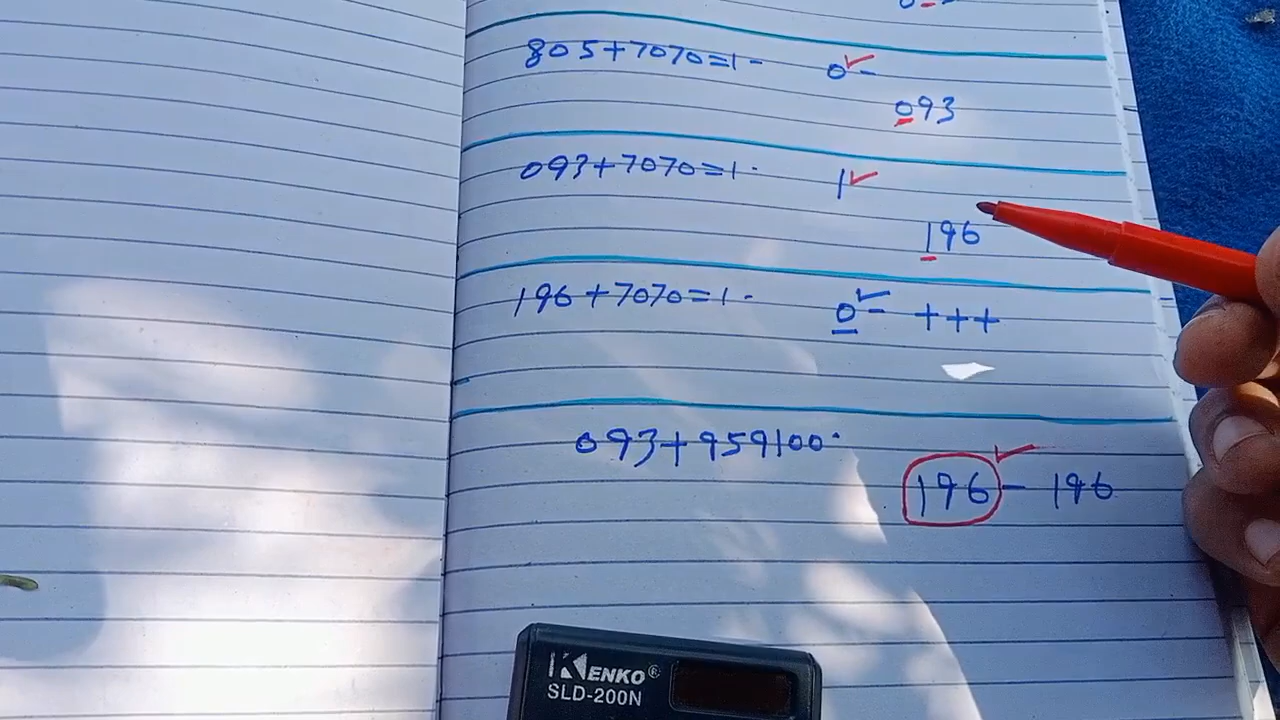 805+7070=1- 0-
093
093+7070=1. 1
196
196+7070=1. 0- +++
093+959100.
196 - 196
KENKO®
SLD-200N